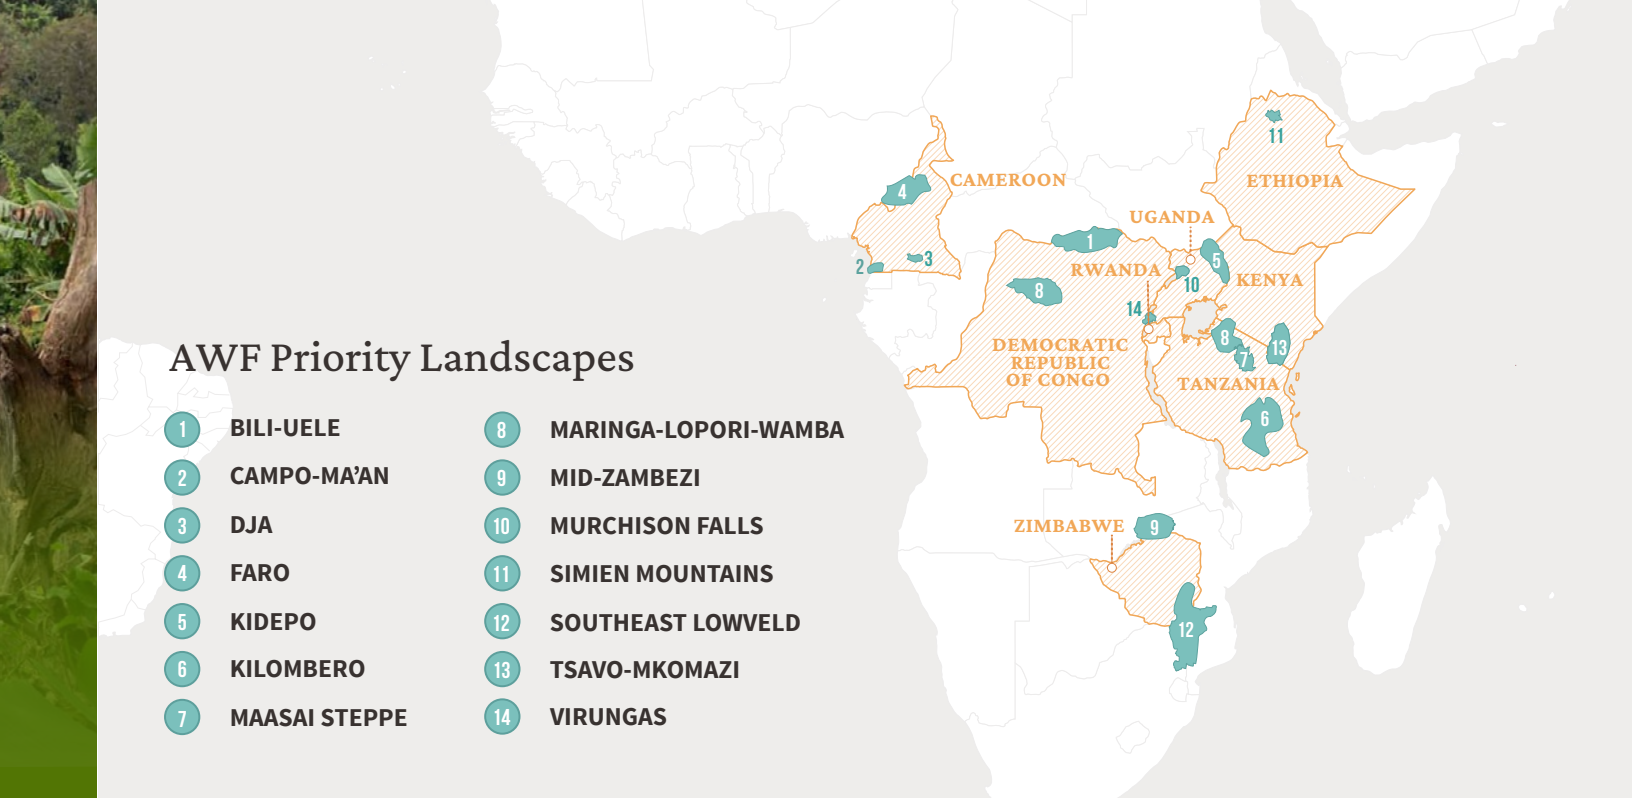 AWF Priority Landscapes
1 BILI-UELE
2 CAMPO-MA’AN
3 DJA
4 FARO
5 KIDEPO
6 KILOMBERO
7 MAASAI STEPPE
8 MARINGA-LOPORI-WAMBA
9 MID-ZAMBEZI
10 MURCHISON FALLS
11 SIMIEN MOUNTAINS
12 SOUTHEAST LOWVELD
13 TSAVO-MKOMAZI
14 VIRUNGAS
11
ETHIOPIA
CAMEROON
4
UGANDA
1
3
2
5
RWANDA
10
KENYA
8
14
8
13
7
DEMOCRATIC
REPUBLIC
OF CONGO
TANZANIA
6
ZIMBABWE
9
12